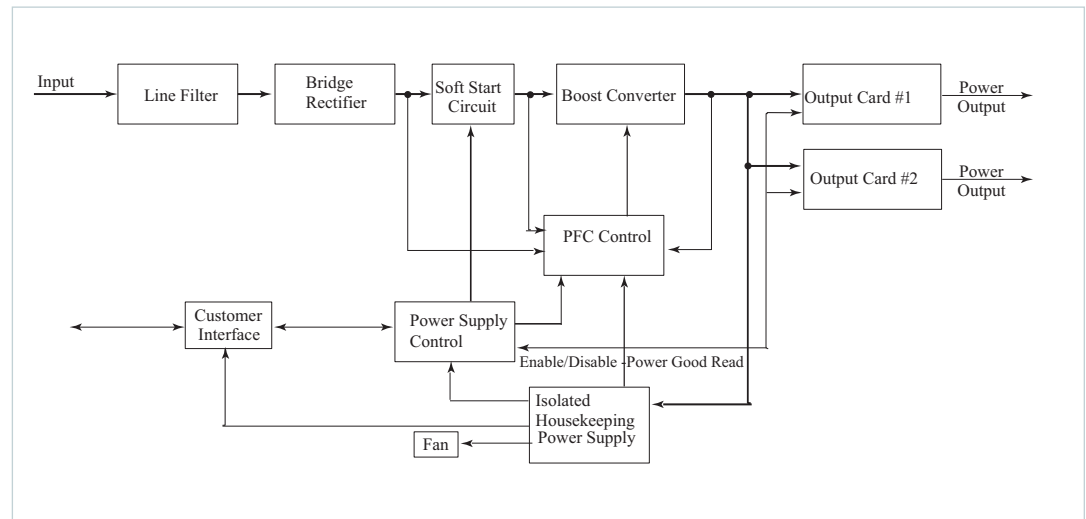 Input
Line Filter
Bridge
Rectifier
Soft Start
Circuit
Boost Converter
Output Card #1
Power
Output
Output Card #2
Power
Output
PFC Control
Customer
Interface
Power Supply
Control
Enable/Disable -Power Good Read
Isolated
Housekeeping
Power Supply
Fan